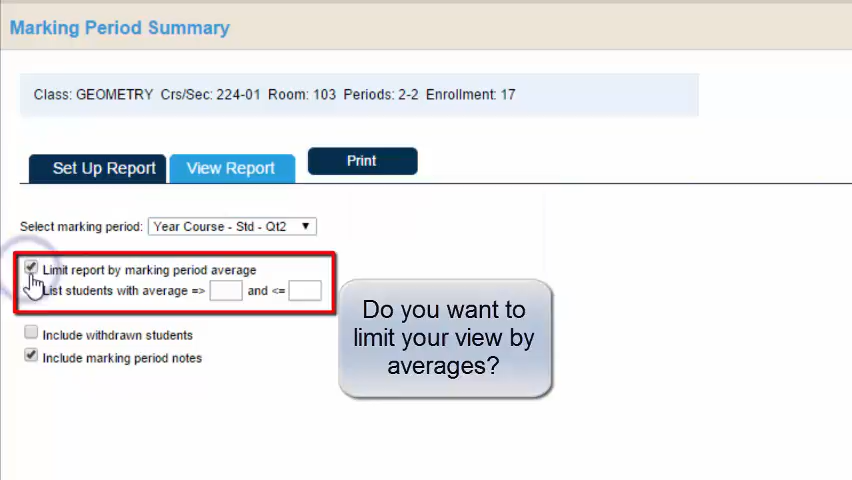 Marking Period Summary
Class: GEOMETRY Crs/Sec: 224-01 Room: 103 Periods: 2-2 Enrollment: 17
Set Up Report View Report Print
Select marking period: Year Course - Std - Qt2
Limit report by marking period average
List students with average => and <=
Do you want to
limit your view by
averages?
Include withdrawn students
Include marking period notes